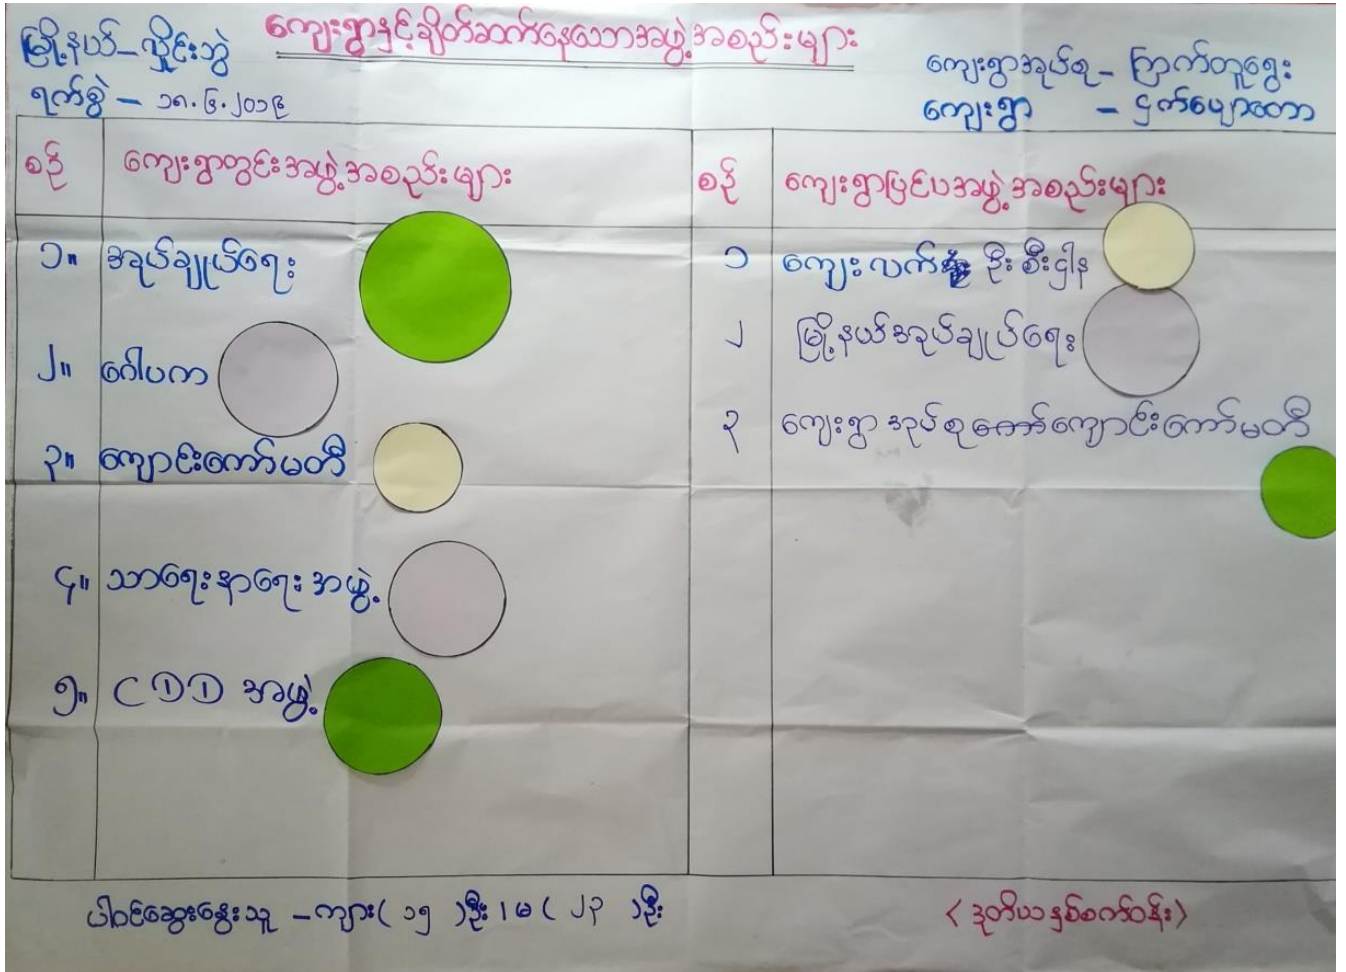 ကျေးရွာနှင့်ချိတ်ဆက်နေသောအဖွဲ့အစည်းများ
မြို့နယ် - လှိုင်းဘွဲ
ရက်စွဲ - ၁၈.၆.၂၀၁၉
ကျေးရွာအုပ်စု - ကြက်တူရွေး
ကျေးရွာ - ငှက်ပျောတော
စဉ် ကျေးရွာတွင်းအဖွဲ့အစည်းများ
၁။ အုပ်ချုပ်ရေး
၂။ ဂေါပက
၃။ ကျောင်းကော်မတီ
၄။ သာရေးနာရေးအဖွဲ့
၅။ CDD အဖွဲ့
စဉ် ကျေးရွာပြင်ပအဖွဲ့အစည်းများ
၁ ကျေးလက် ဦးစီးဌါန
၂ မြို့နယ်အုပ်ချုပ်ရေး
၃ ကျေးရွာအုပ်စု ကျောင်းကော်မတီ
ပါဝင်ဆွေးနွေးသူ - ကျား ( ၁၅ ) ဦး ၊ မ ( ၂၃ ) ဦး
< ဒုတိယနှစ်စက်ဝန်း >